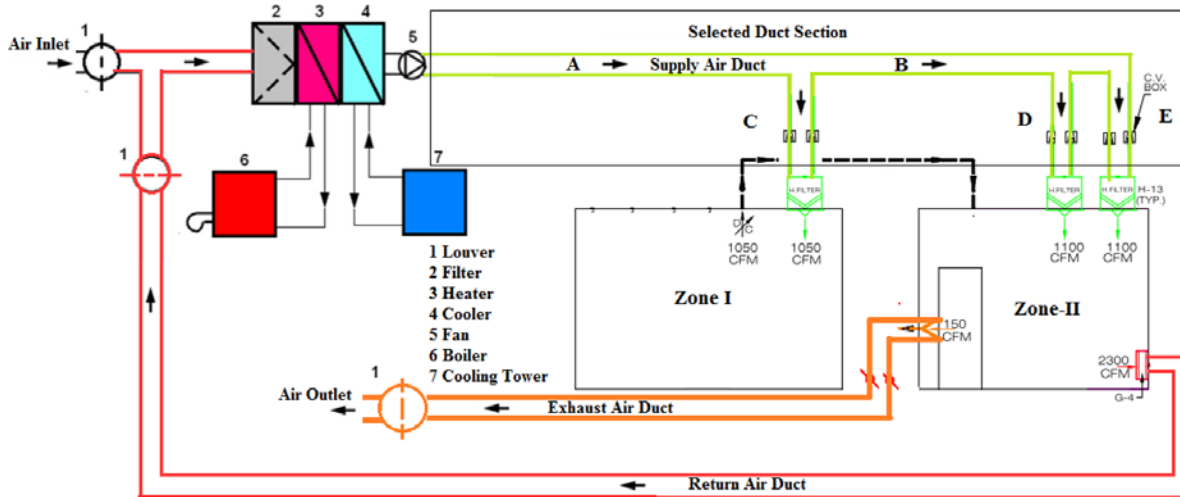 1
Air Inlet
2
3
4
5
Selected Duct Section
A
Supply Air Duct
B
C.V.
BOX
C
D
E
1
6
7
H.FILTER
H.FILTER
H.FILTER
H-13
(TYP.)
D
C
1050
CFM
1050
CFM
1100
CFM
1100
CFM
1 Louver
2 Filter
3 Heater
4 Cooler
5 Fan
6 Boiler
7 Cooling Tower
Zone I
Zone-II
150
CFM
2300
CFM
G-4
1
Air Outlet
Exhaust Air Duct
Return Air Duct